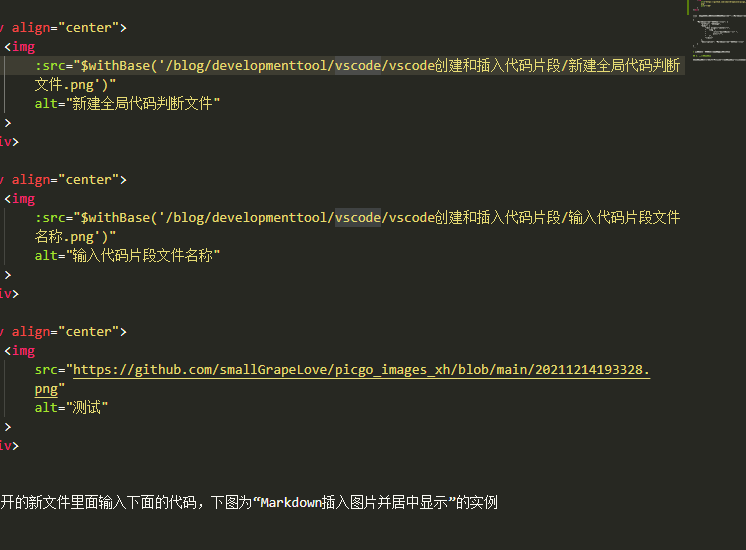 v align="center">
<img
:src="$withBase('/blog/developmenttool/vscode/vscode创建和插入代码片段/新建全局代码判断
文件.png')"
alt="新建全局代码判断文件"
>
iv>
v align="center">
<img
:src="$withBase('/blog/developmenttool/vscode/vscode创建和插入代码片段/输入代码片段文件
名称.png')"
alt="输入代码片段文件名称"
>
iv>
v align="center">
<img
src="https://github.com/smallGrapeLove/picgo_images_xh/blob/main/20211214193328.
png"
alt="测试"
>
iv>
开的新文件里面输入下面的代码，下图为“Markdown插入图片并居中显示”的实例